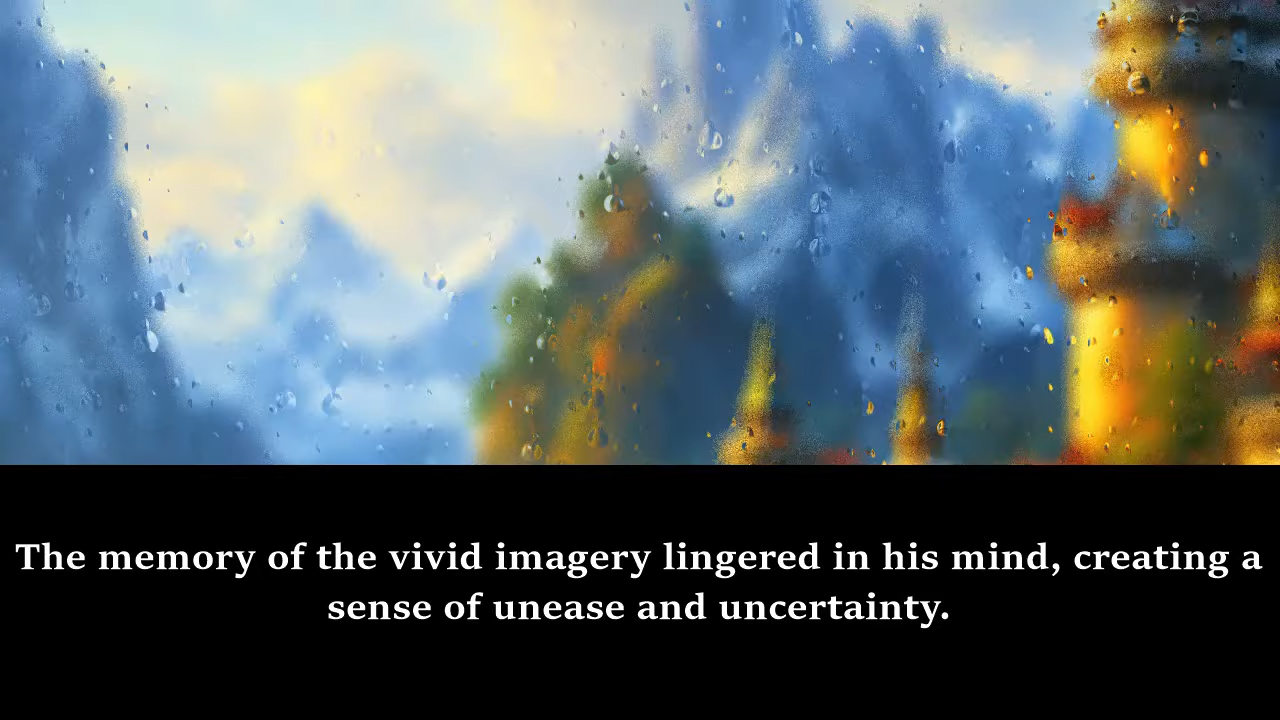 The memory of the vivid imagery lingered in his mind, creating a
sense of unease and uncertainty.